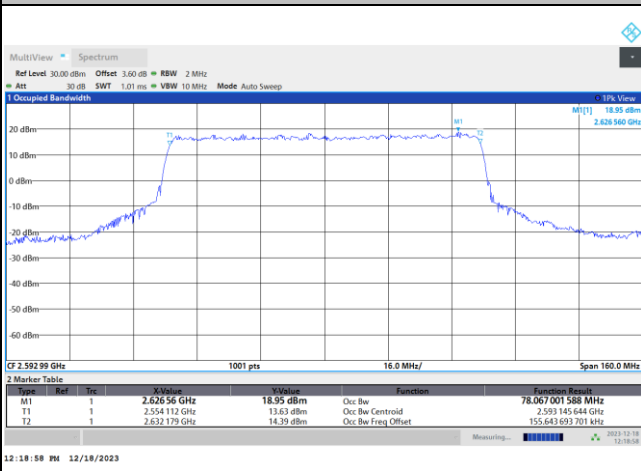 MultiView Spectrum
Ref Level 30.00 dBm Offset 3.60 dB RBW 2 MHz
Att 30 dB SWT 1.01 ms VBW 10 MHz Mode Auto Sweep
1 Occupied Bandwidth 1Pk View
M1[1] 18.95 dBm
2.626 560 GHz
M1
T1 T2
20 dBm
10 dBm
0 dBm
-10 dBm
-20 dBm
-30 dBm
-40 dBm
-50 dBm
-60 dBm
CF 2.592 99 GHz 1001 pts 16.0 MHz/ Span 160.0 MHz
2 Marker Table
Type Ref Trc X-Value Y-Value Function Function Result
M1 1 2.626 56 GHz 18.95 dBm Occ Bw 78.067 001 588 MHz
T1 1 2.554 112 GHz 13.63 dBm Occ Bw Centroid 2.593 145 644 GHz
T2 1 2.632 179 GHz 14.39 dBm Occ Bw Freq Offset 155.643 693 701 kHz
Measuring... 2023-12-18
12:18:58
12:18:58 PM 12/18/2023